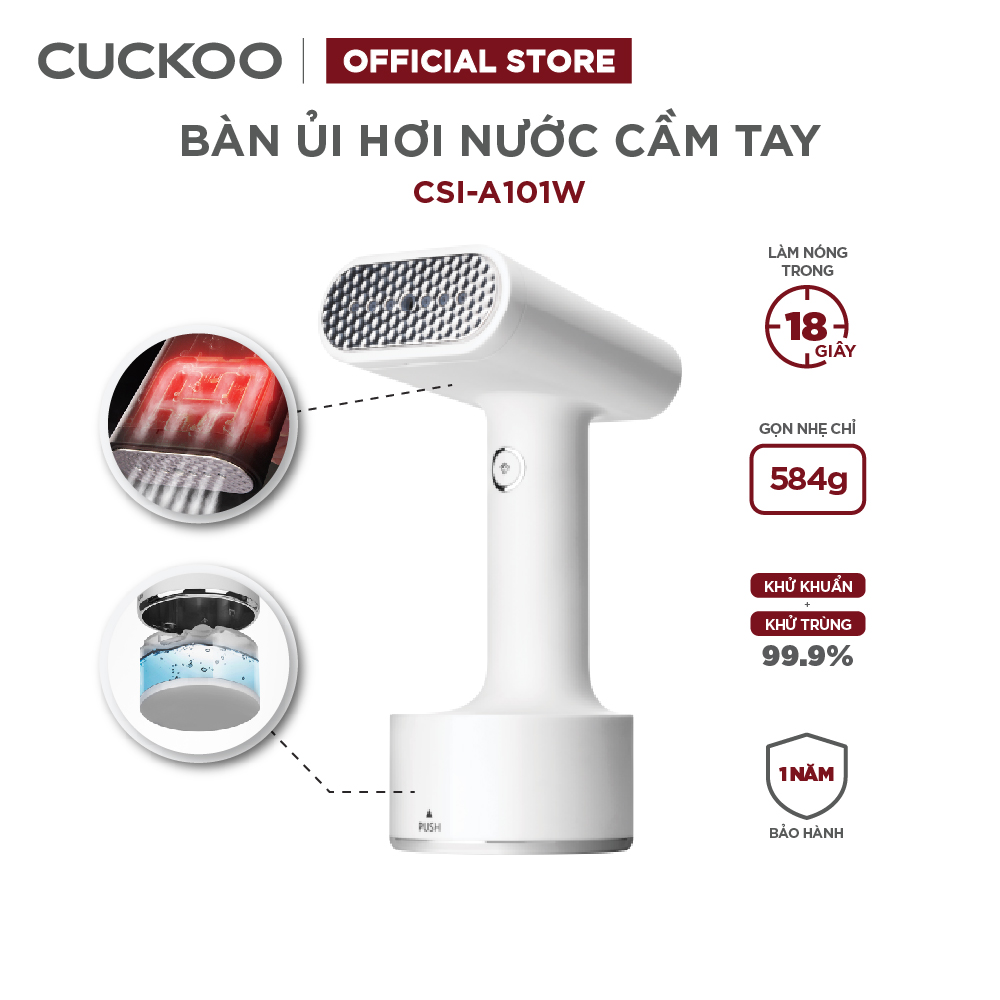 CUCKOO
OFFICIAL STORE
BÀN ỦI HƠI NƯỚC CẦM TAY
CSI-A101W
LÀM NÓNG
TRONG
18
GIÂY
GỌN NHẸ CHỈ
584g
KHỬ KHUẨN
+
KHỬ TRÙNG
99.9%
1 NĂM
BẢO HÀNH
PUSH